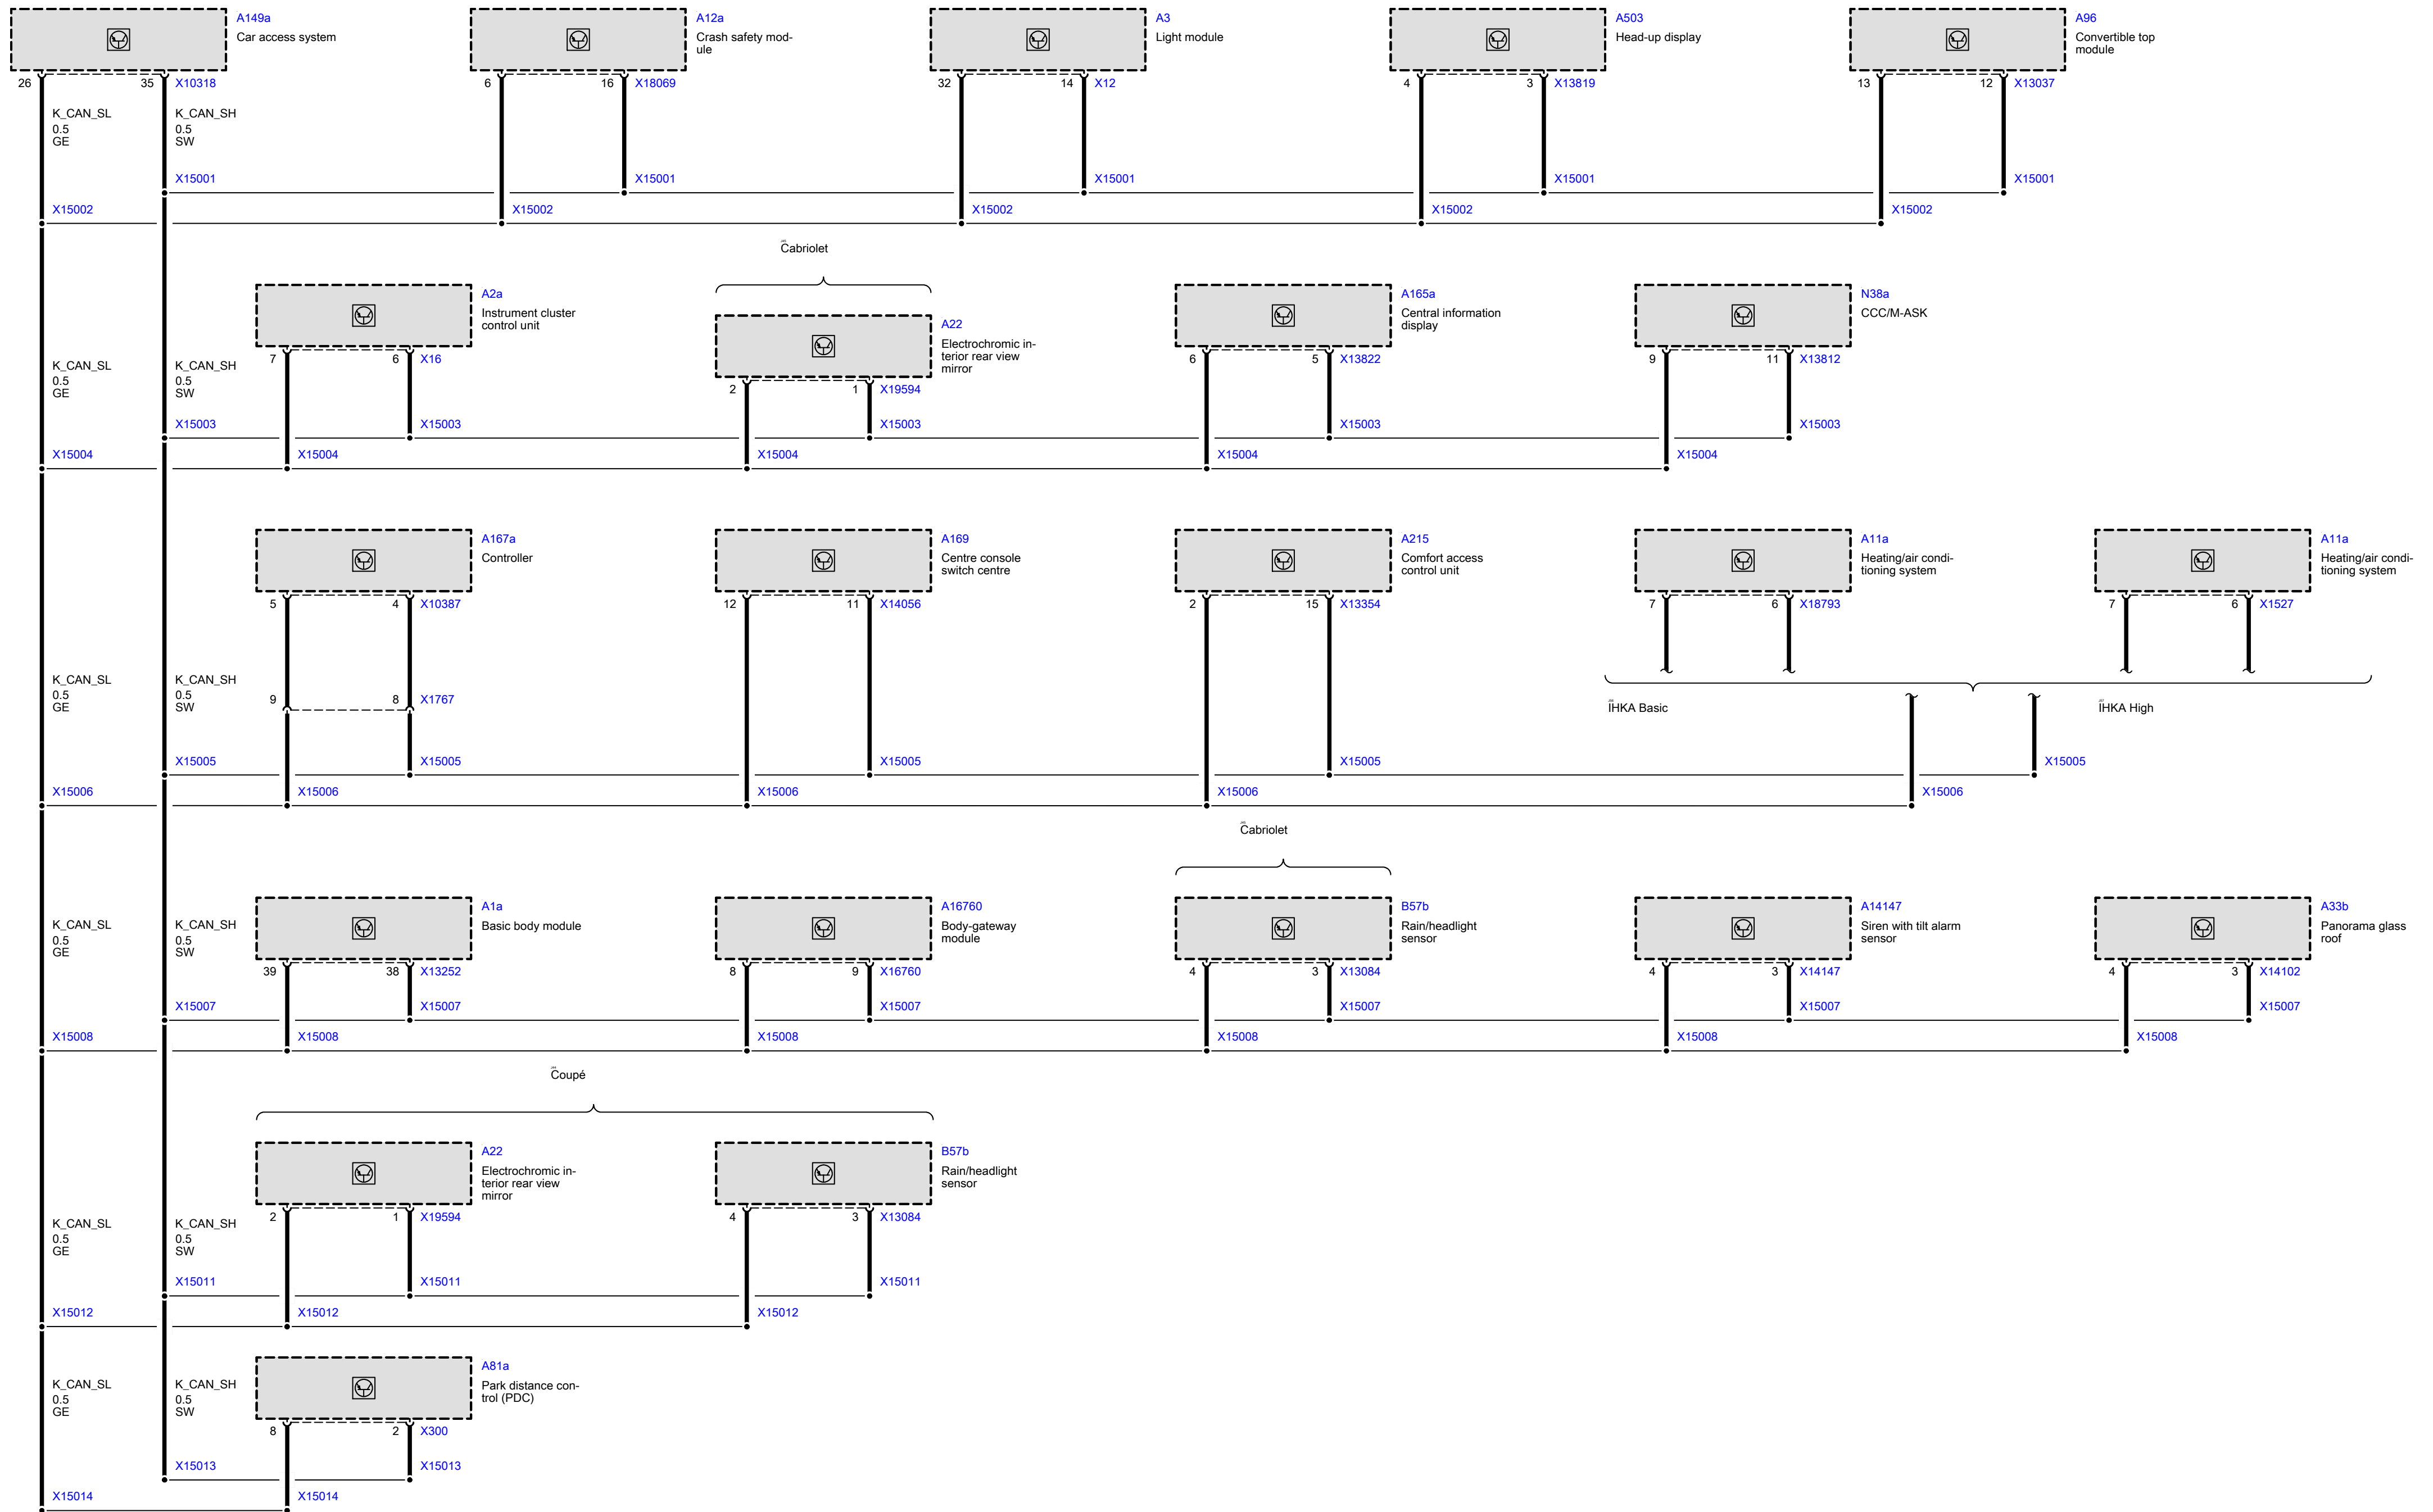 A149a
Car access system
A12a
Crash safety mod-
ule
A3
Light module
A503
Head-up display
A96
Convertible top
module
26
35
X10318
6
16
X18069
32
14
X12
4
3
X13819
13
12
X13037
K_CAN_SL
0.5
GE
K_CAN_SH
0.5
SW
X15001
X15001
X15001
X15001
X15001
X15002
X15002
X15002
X15002
X15002
Cabriolet
A2a
Instrument cluster
control unit
A22
Electrochromic in-
terior rear view
mirror
A165a
Central information
display
N38a
CCC/M-ASK
7
6
X16
2
1
X19594
6
5
X13822
9
11
X13812
K_CAN_SL
0.5
GE
K_CAN_SH
0.5
SW
X15003
X15003
X15003
X15003
X15003
X15004
X15004
X15004
X15004
X15004
A167a
Controller
A169
Centre console
switch centre
A215
Comfort access
control unit
A11a
Heating/air condi-
tioning system
A11a
Heating/air condi-
tioning system
5
4
X10387
12
11
X14056
2
15
X13354
7
6
X18793
7
6
X1527
K_CAN_SL
0.5
GE
K_CAN_SH
0.5
SW
9
8
X1767
IHKA Basic
IHKA High
X15005
X15005
X15005
X15005
X15005
X15006
X15006
X15006
X15006
X15006
Cabriolet
A1a
Basic body module
A16760
Body-gateway
module
B57b
Rain/headlight
sensor
A14147
Siren with tilt alarm
sensor
A33b
Panorama glass
roof
K_CAN_SL
0.5
GE
K_CAN_SH
0.5
SW
39
38
X13252
8
9
X16760
4
3
X13084
4
3
X14147
4
3
X14102
X15007
X15007
X15007
X15007
X15007
X15007
X15008
X15008
X15008
X15008
X15008
X15008
Coupé
A22
Electrochromic in-
terior rear view
mirror
B57b
Rain/headlight
sensor
2
1
X19594
4
3
X13084
K_CAN_SL
0.5
GE
K_CAN_SH
0.5
SW
X15011
X15011
X15011
X15012
X15012
X15012
A81a
Park distance con-
trol (PDC)
K_CAN_SL
0.5
GE
K_CAN_SH
0.5
SW
8
2
X300
X15013
X15013
X15014
X15014